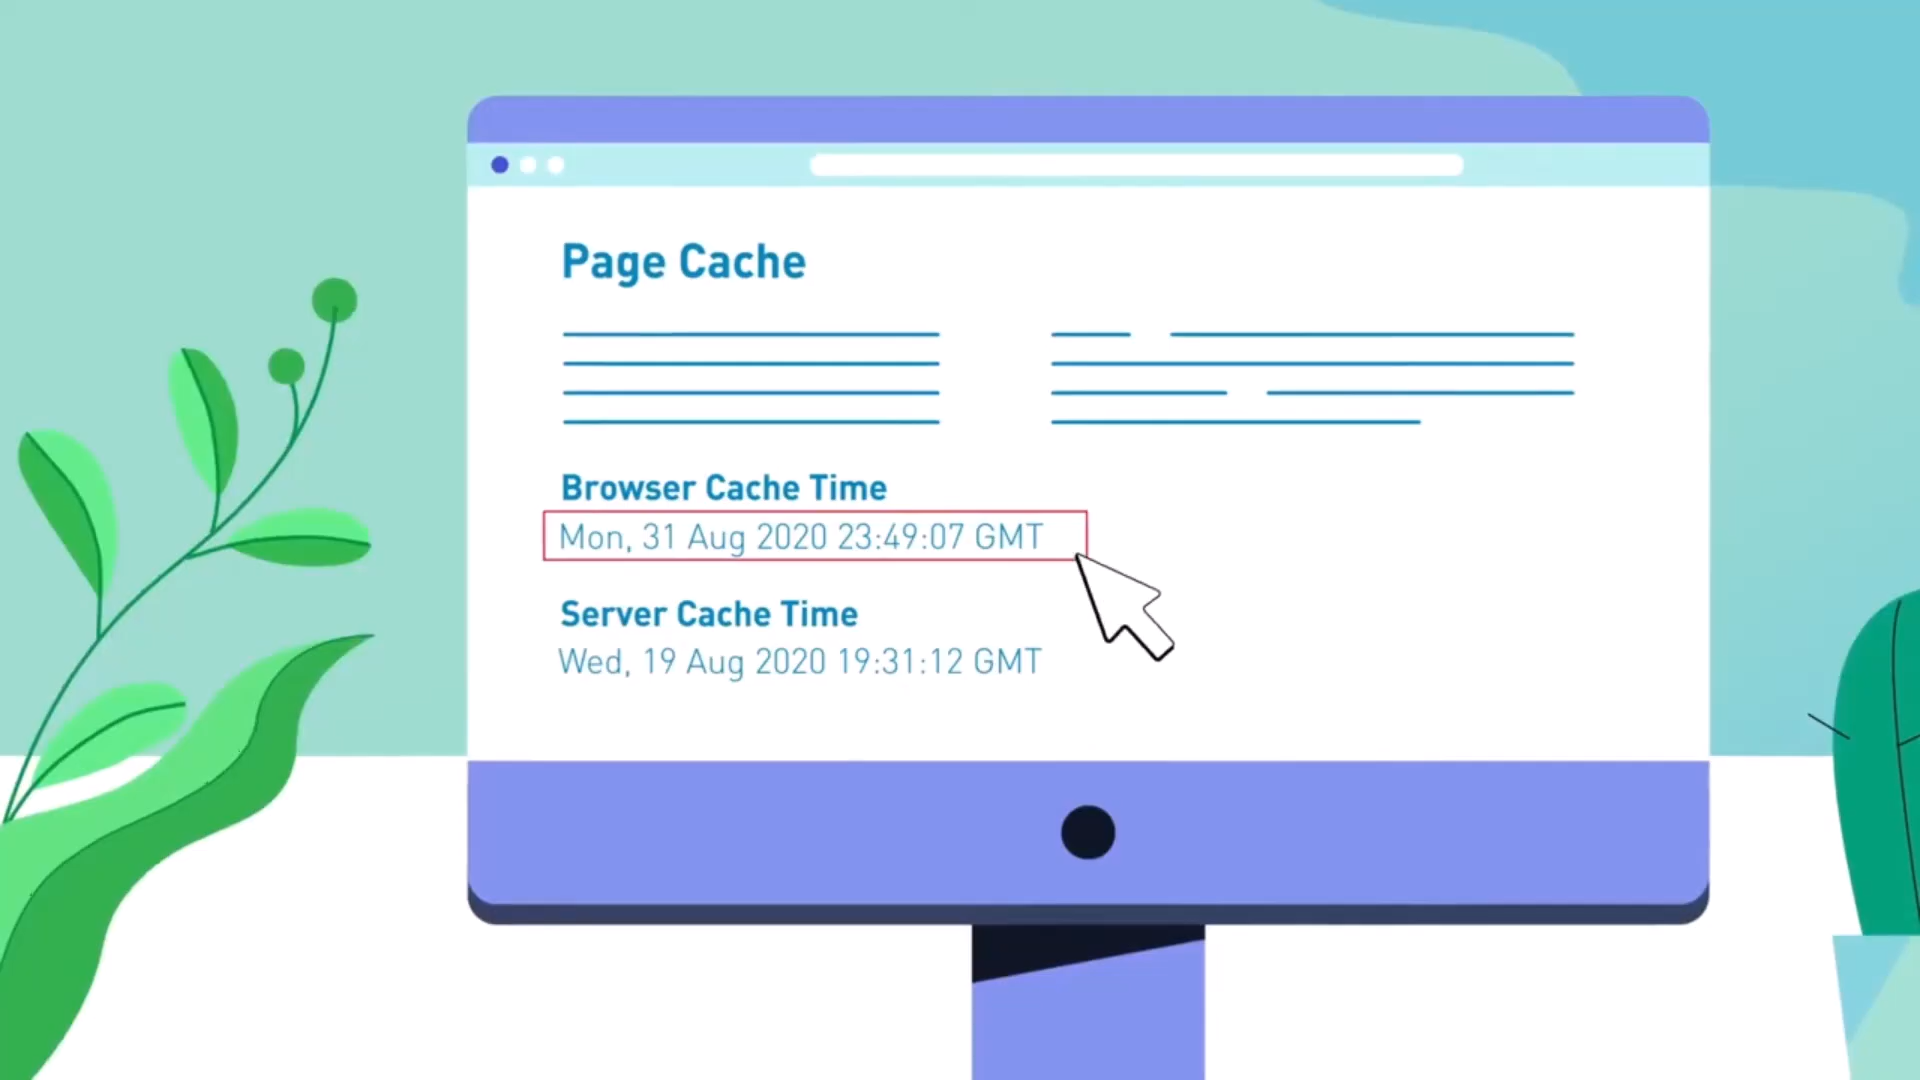 Page Cache
Browser Cache Time
Mon, 31 Aug 2020 23:49:07 GMT
Server Cache Time
Wed, 19 Aug 2020 19:31:12 GMT